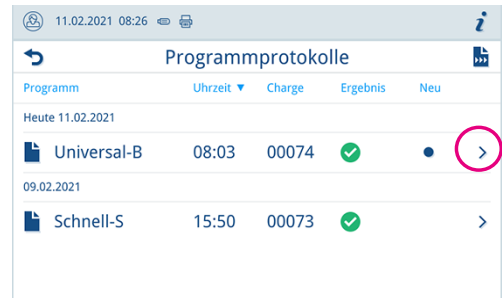 11.02.2021 08:26
i
Programmprotokolle
Programm Uhrzeit ▼ Charge Ergebnis Neu
Heute 11.02.2021
Universal-B 08:03 00074
09.02.2021
Schnell-S 15:50 00073